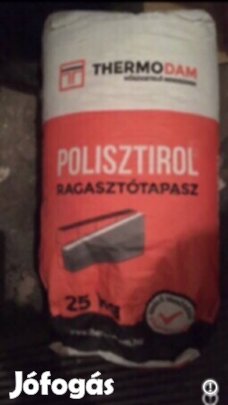 THERMODAM
POLISZTIROL
RAGASZTÓTAPASZ
25 kg
Jófogás